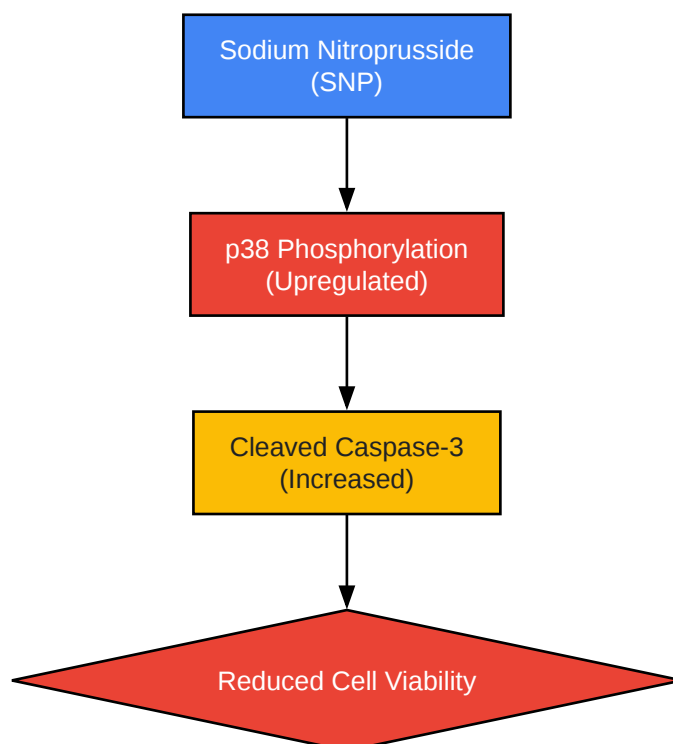 Sodium Nitroprusside
(SNP)
p38 Phosphorylation
(Upregulated)
Cleaved Caspase-3
(Increased)
Reduced Cell Viability